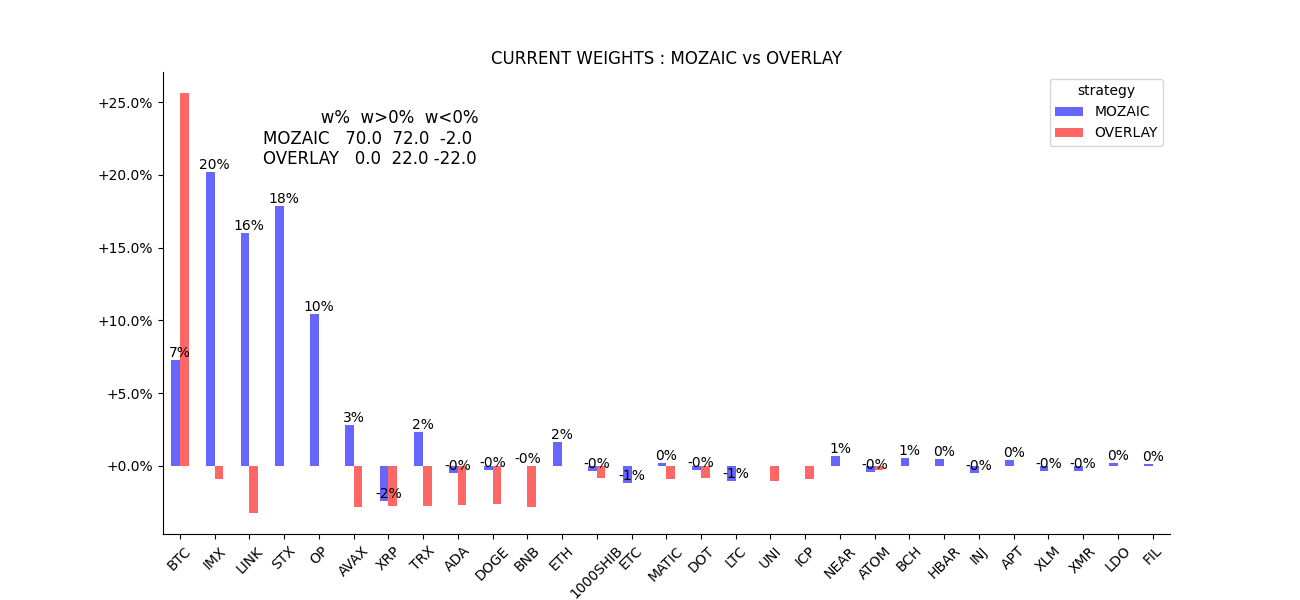 CURRENT WEIGHTS : MOZAIC vs OVERLAY
+25.0%
+20.0%
+15.0%
+10.0%
+5.0%
+0.0%
w% w>0% w<0%
MOZAIC 70.0 72.0 -2.0
OVERLAY 0.0 22.0 -22.0
strategy
MOZAIC
OVERLAY
7%
20%
16%
18%
10%
3%
-2%
2%
-0%
-0%
-0%
2%
-0%
-1%
0%
-0%
-1%
1%
-0%
1%
0%
-0%
0%
-0%
-0%
0%
0%
BTC
IMX
LINK
STX
OP
AVAX
XRP
TRX
ADA
DOGE
BNB
ETH
1000SHIB
ETC
MATIC
DOT
LTC
UNI
ICP
NEAR
ATOM
BCH
HBAR
INJ
APT
XLM
XMR
LDO
FIL